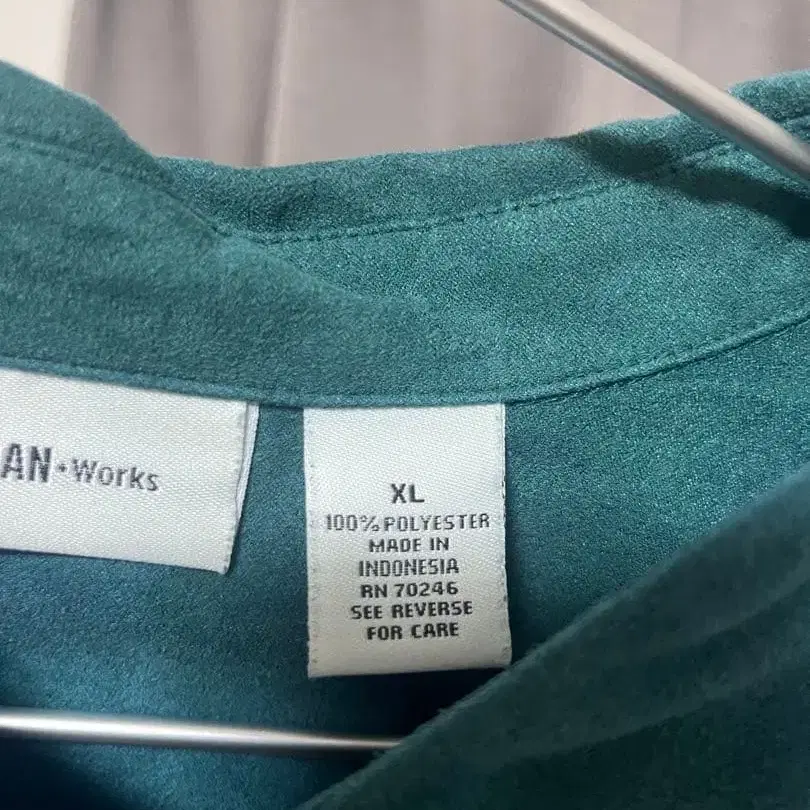 AN•Works
XL
100% POLYESTER
MADE IN
INDONESIA
RN 70246
SEE REVERSE
FOR CARE